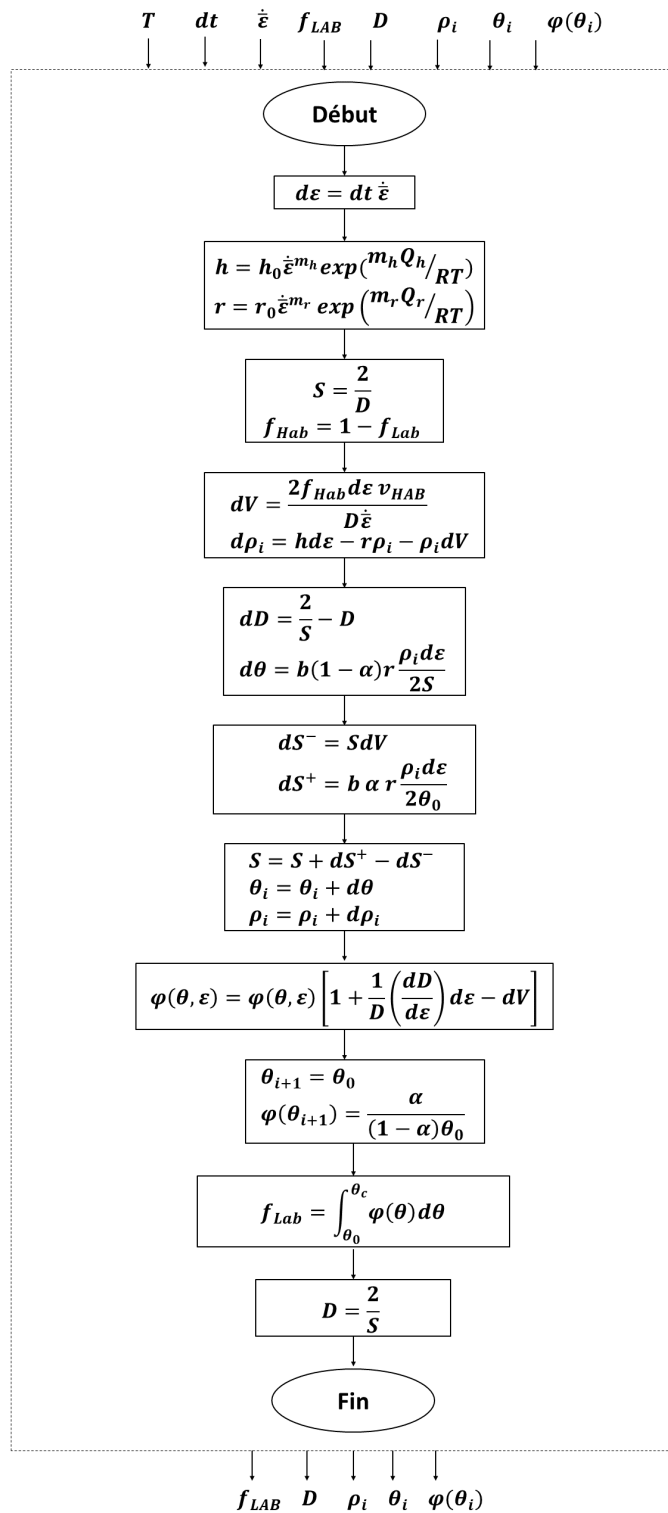 T dt ε̄̇ f_LAB D ρ_i θ_i φ(θ_i)
Début
dε = dt ε̄̇
h = h_0 ε̄̇^{m_h} exp(m_h Q_h / RT)
r = r_0 ε̄̇^{m_r} exp(m_r Q_r / RT)
S = 2/D
f_Hab = 1 − f_Lab
dV = 2f_Hab dε v_HAB / D ε̄̇
dρ_i = hdε − rρ_i − ρ_i dV
dD = 2/S − D
dθ = b(1 − α)r ρ_i dε / 2S
dS^− = SdV
dS^+ = b α r ρ_i dε / 2θ_0
S = S + dS^+ − dS^−
θ_i = θ_i + dθ
ρ_i = ρ_i + dρ_i
φ(θ, ε) = φ(θ, ε) [1 + 1/D (dD/dε) dε − dV]
θ_{i+1} = θ_0
φ(θ_{i+1}) = α / (1 − α)θ_0
f_Lab = ∫_{θ_0}^{θ_c} φ(θ)dθ
D = 2/S
Fin
f_LAB D ρ_i θ_i φ(θ_i)